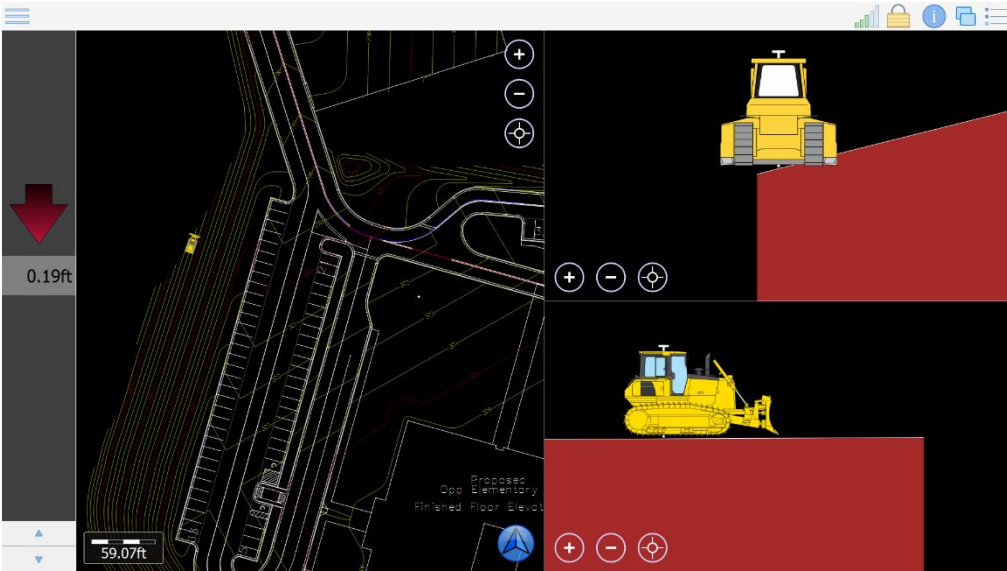 0.19ft
Proposed
Opp Elementary
Finished Floor Elevat
59.07ft